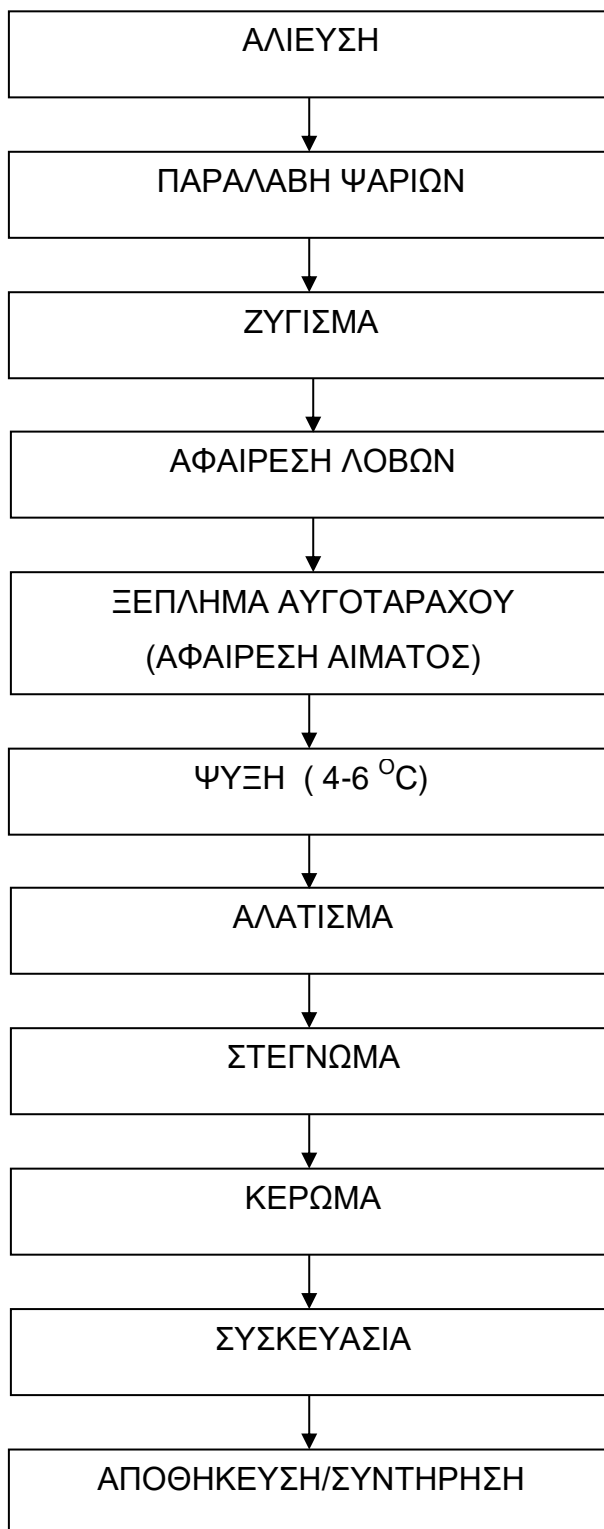 ΑΛΙΕΥΣΗ
ΠΑΡΑΛΑΒΗ ΨΑΡΙΩΝ
ΖΥΓΙΣΜΑ
ΑΦΑΙΡΕΣΗ ΛΟΒΩΝ
ΞΕΠΛΗΜΑ ΑΥΓΟΤΑΡΑΧΟΥ
(ΑΦΑΙΡΕΣΗ ΑΙΜΑΤΟΣ)
ΨΥΞΗ ( 4-6 ᴼC)
ΑΛΑΤΙΣΜΑ
ΣΤΕΓΝΩΜΑ
ΚΕΡΩΜΑ
ΣΥΣΚΕΥΑΣΙΑ
ΑΠΟΘΗΚΕΥΣΗ/ΣΥΝΤΗΡΗΣΗ